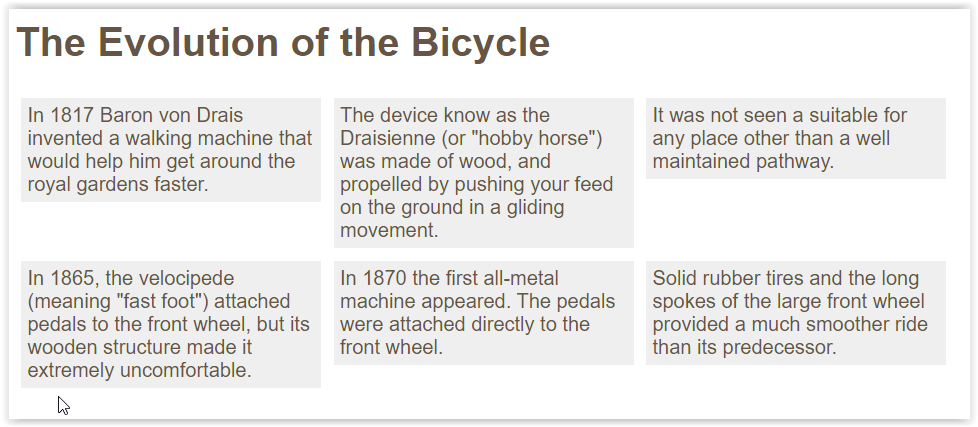 The Evolution of the Bicycle
In 1817 Baron von Drais
invented a walking machine that
would help him get around the
royal gardens faster.
The device know as the
Draisienne (or "hobby horse")
was made of wood, and
propelled by pushing your feed
on the ground in a gliding
movement.
It was not seen a suitable for
any place other than a well
maintained pathway.
In 1865, the velocipede
(meaning "fast foot") attached
pedals to the front wheel, but its
wooden structure made it
extremely uncomfortable.
In 1870 the first all-metal
machine appeared. The pedals
were attached directly to the
front wheel.
Solid rubber tires and the long
spokes of the large front wheel
provided a much smoother ride
than its predecessor.